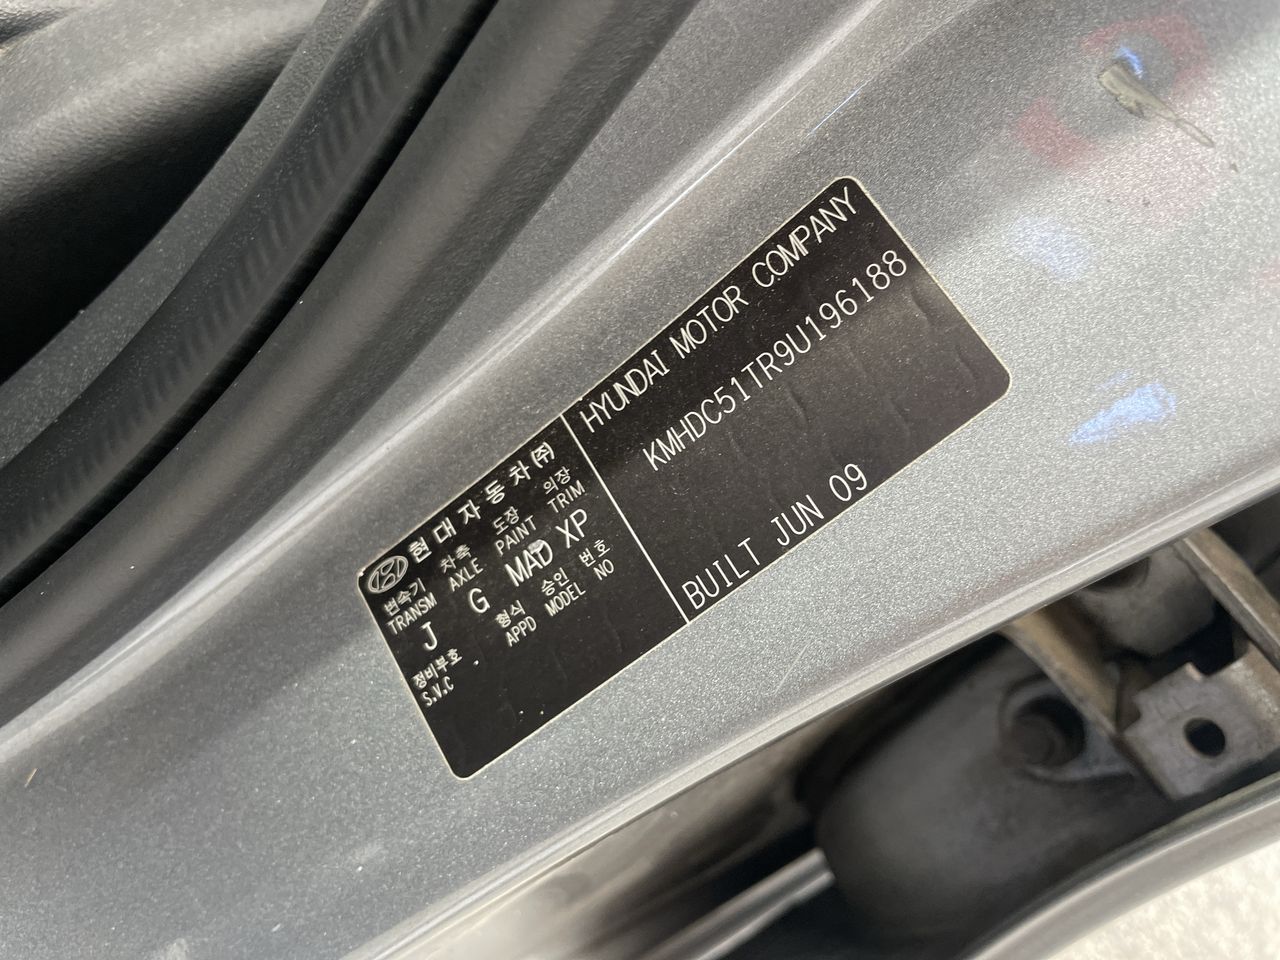 현대자동차(주)
변속기 차축 도장 의장
TRANSM AXLE PAINT TRIM
J G MAD XP
정비부호 형식 승인 번호
S.V.C APPD MODEL NO
HYUNDAI MOTOR COMPANY
KMHDC51TR9U196188
BUILT JUN 09